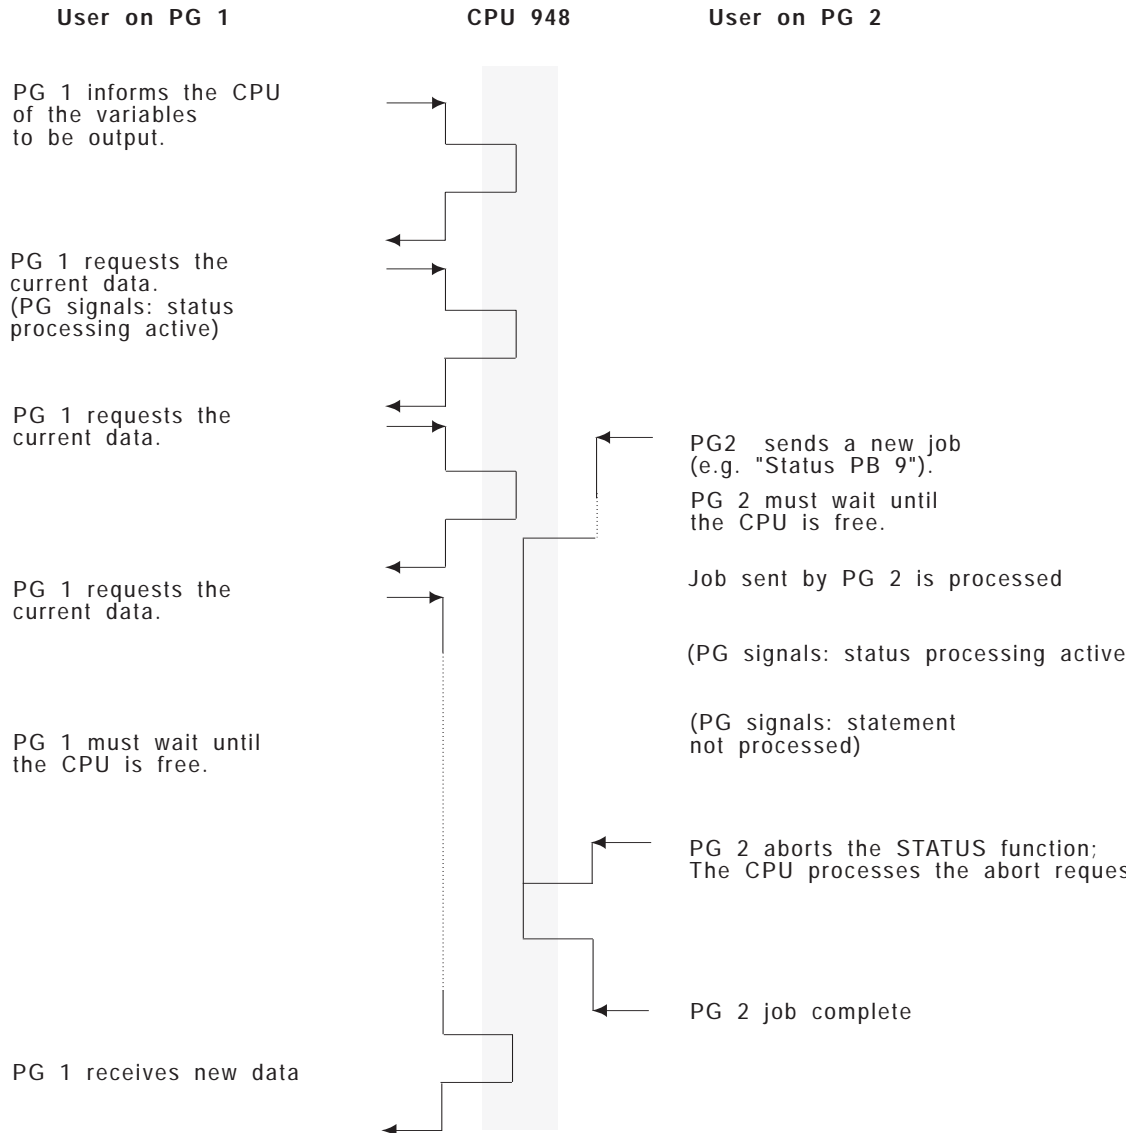 User on PG 1
CPU 948
User on PG 2
PG 1 informs the CPU
of the variables
to be output.
PG 1 requests the
current data.
(PG signals: status
processing active)
PG 1 requests the
current data.
PG2 sends a new job
(e.g. "Status PB 9").
PG 2 must wait until
the CPU is free.
Job sent by PG 2 is processed
PG 1 requests the
current data.
(PG signals: status processing active
(PG signals: statement
not processed)
PG 1 must wait until
the CPU is free.
PG 2 aborts the STATUS function;
The CPU processes the abort reques
PG 2 job complete
PG 1 receives new data